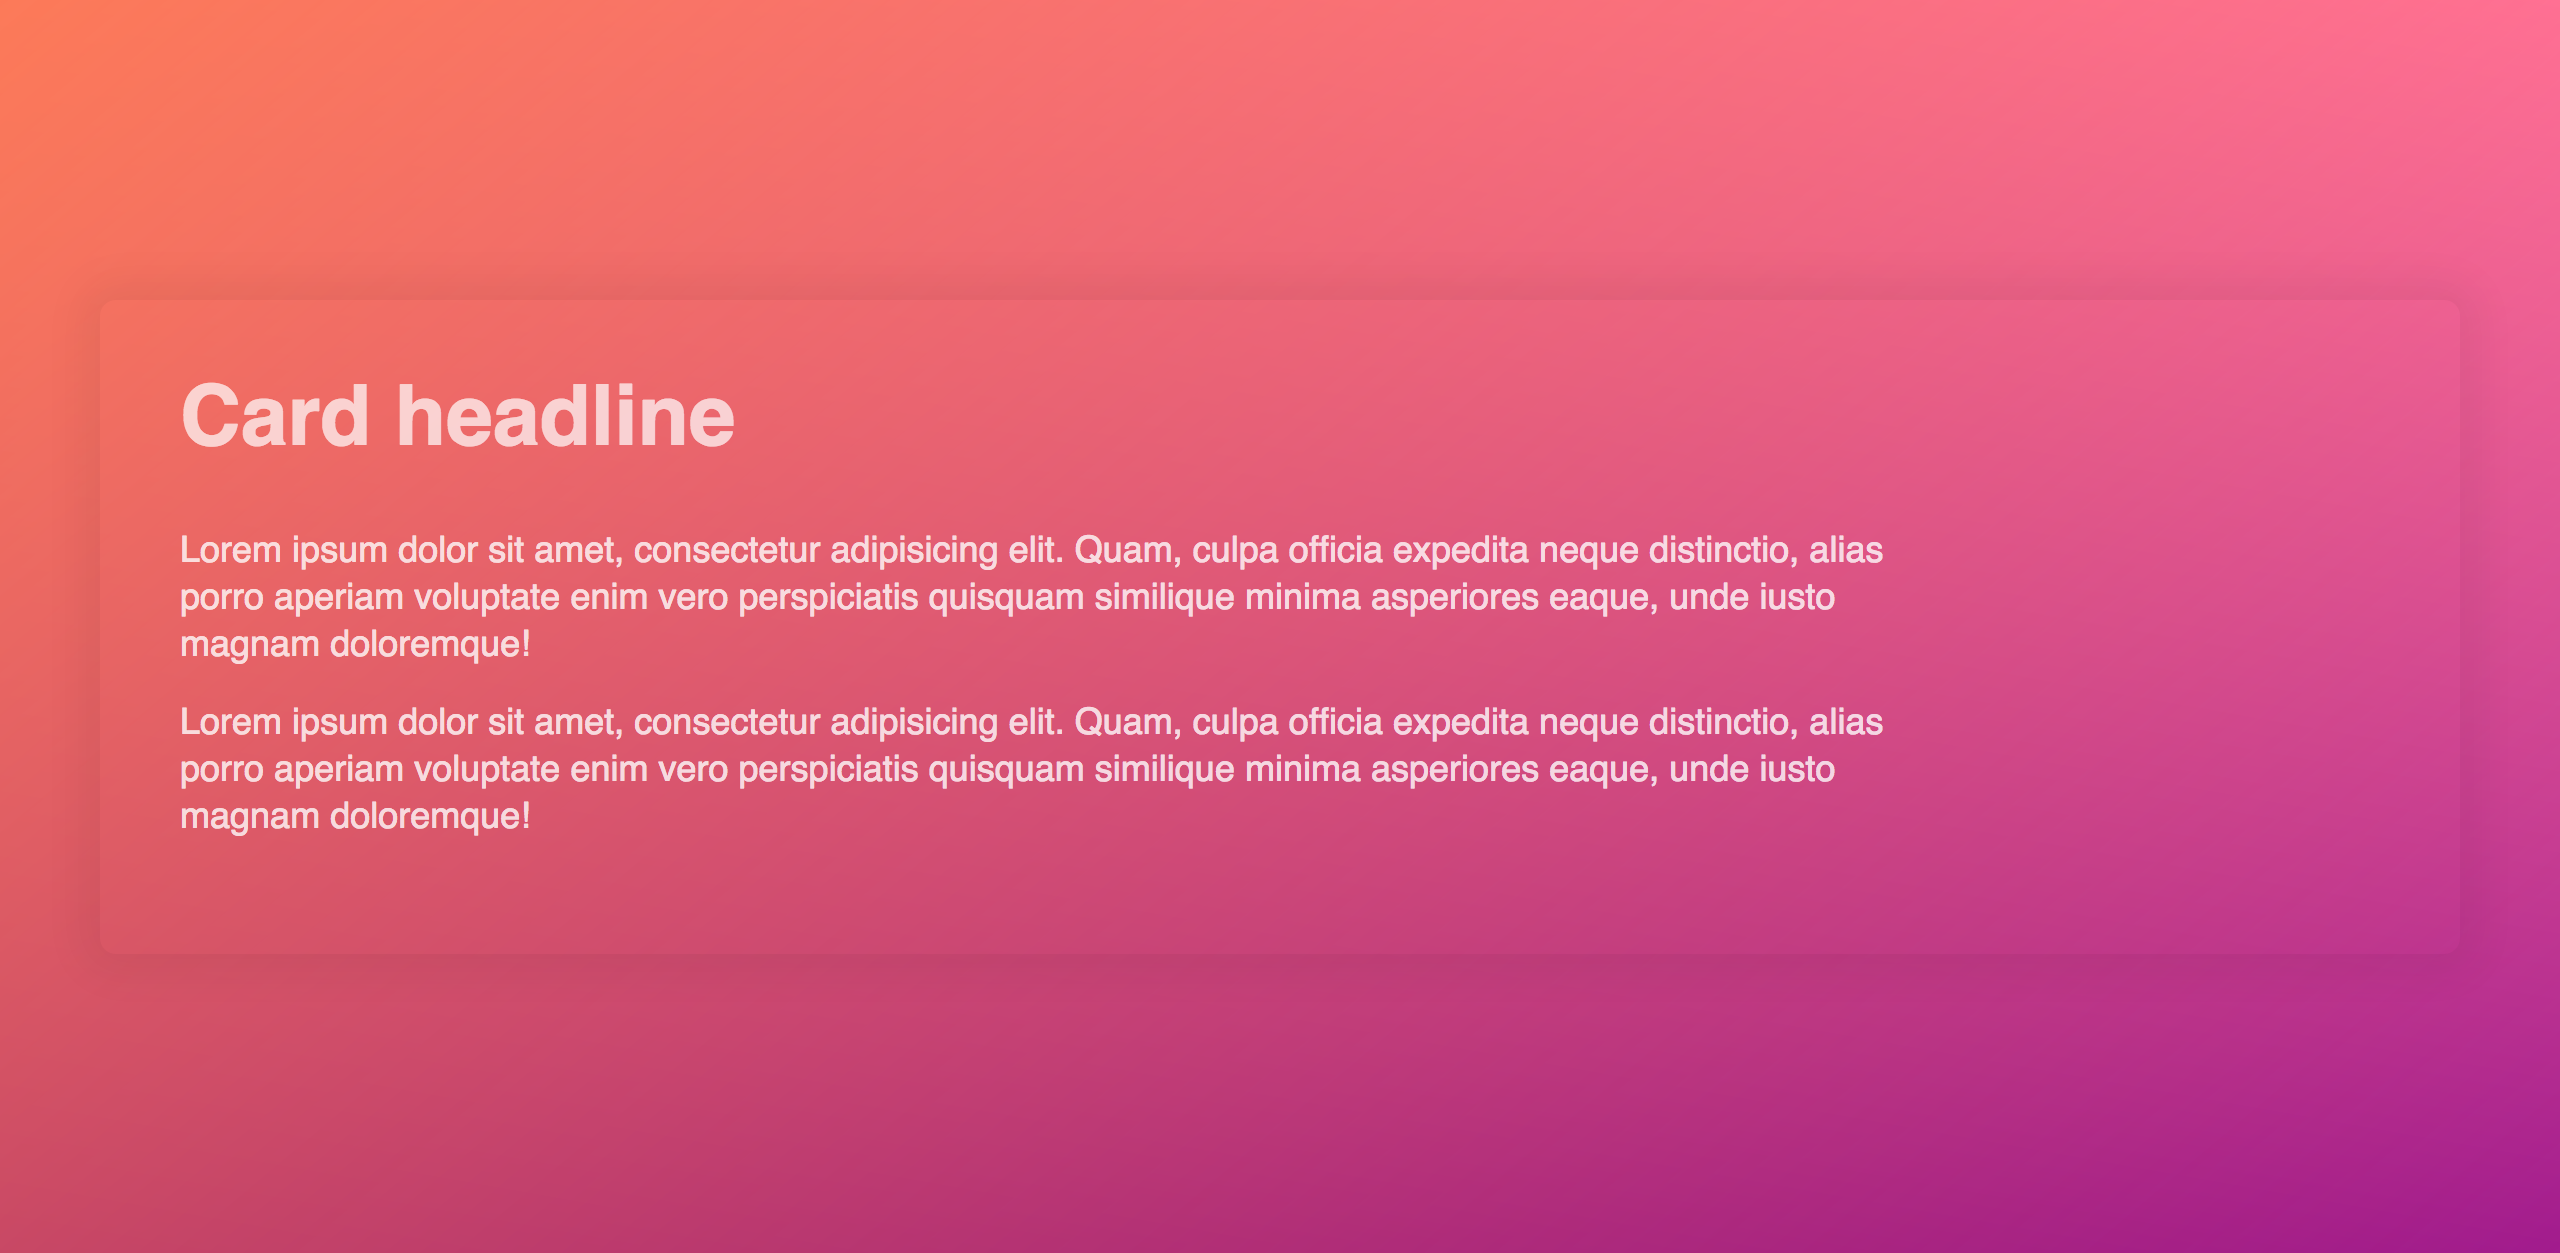 Card headline
Lorem ipsum dolor sit amet, consectetur adipisicing elit. Quam, culpa officia expedita neque distinctio, alias
porro aperiam voluptate enim vero perspiciatis quisquam similique minima asperiores eaque, unde iusto
magnam doloremque!
Lorem ipsum dolor sit amet, consectetur adipisicing elit. Quam, culpa officia expedita neque distinctio, alias
porro aperiam voluptate enim vero perspiciatis quisquam similique minima asperiores eaque, unde iusto
magnam doloremque!